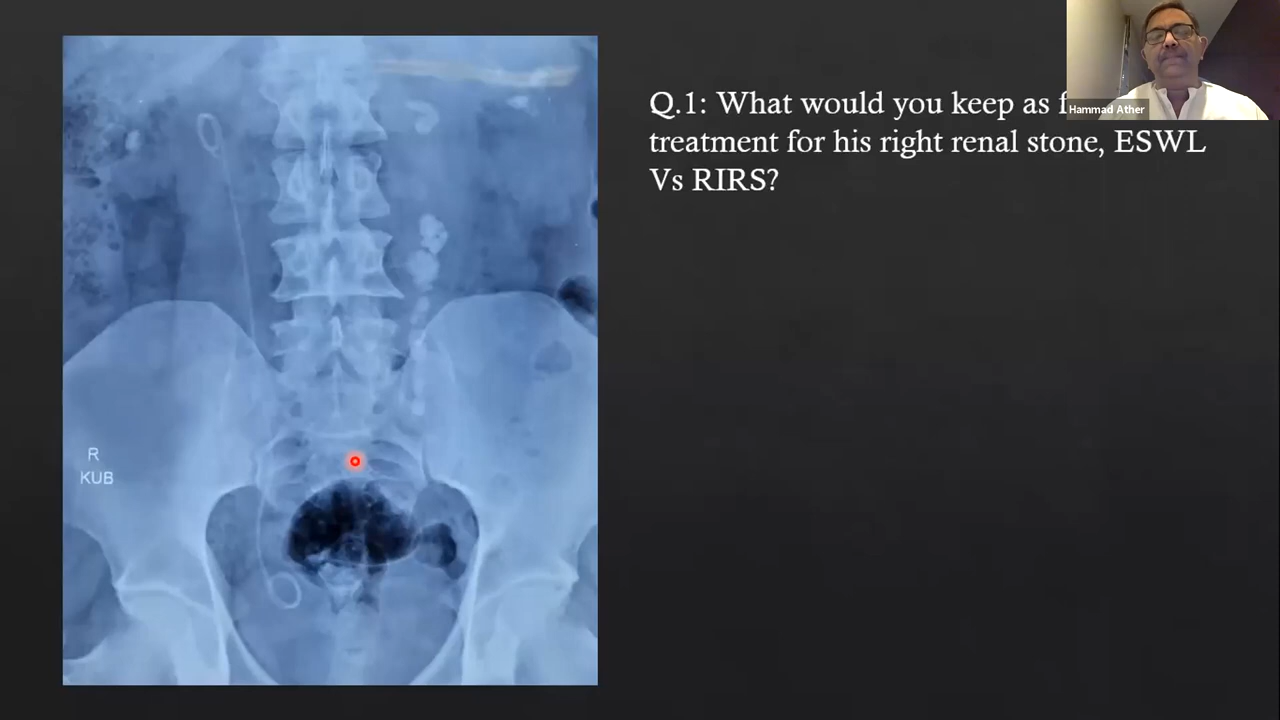 Q.1: What would you keep as
treatment for his right renal stone, ESWL
Vs RIRS?
Hammad Ather
R
KUB